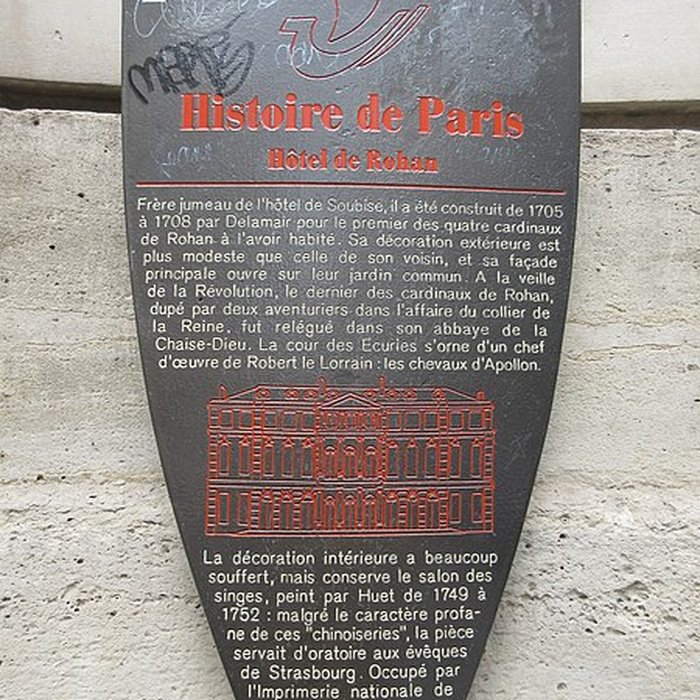 Histoire de Paris
Hôtel de Rohan
Frère jumeau de l'hôtel de Soubise, il a été construit de 1705
à 1708 par Delamair pour le premier des quatre cardinaux
de Rohan à l'avoir habité. Sa décoration extérieure est
plus modeste que celle de son voisin, et sa façade
principale ouvre sur leur jardin commun. A la veille
de la Révolution, le dernier des cardinaux de Rohan,
dupé par deux aventuriers dans l'affaire du collier de
la Reine, fut relégué dans son abbaye de la
Chaise-Dieu. La cour des Ecuries s'orne d'un chef
d'œuvre de Robert le Lorrain : les chevaux d'Apollon.
La décoration intérieure a beaucoup
souffert, mais conserve le salon des
singes, peint par Huet de 1749 à
1752 : malgré le caractère profa-
ne de ces "chinoiseries", la pièce
servait d'oratoire aux évêques
de Strasbourg. Occupé par
l'Imprimerie nationale de